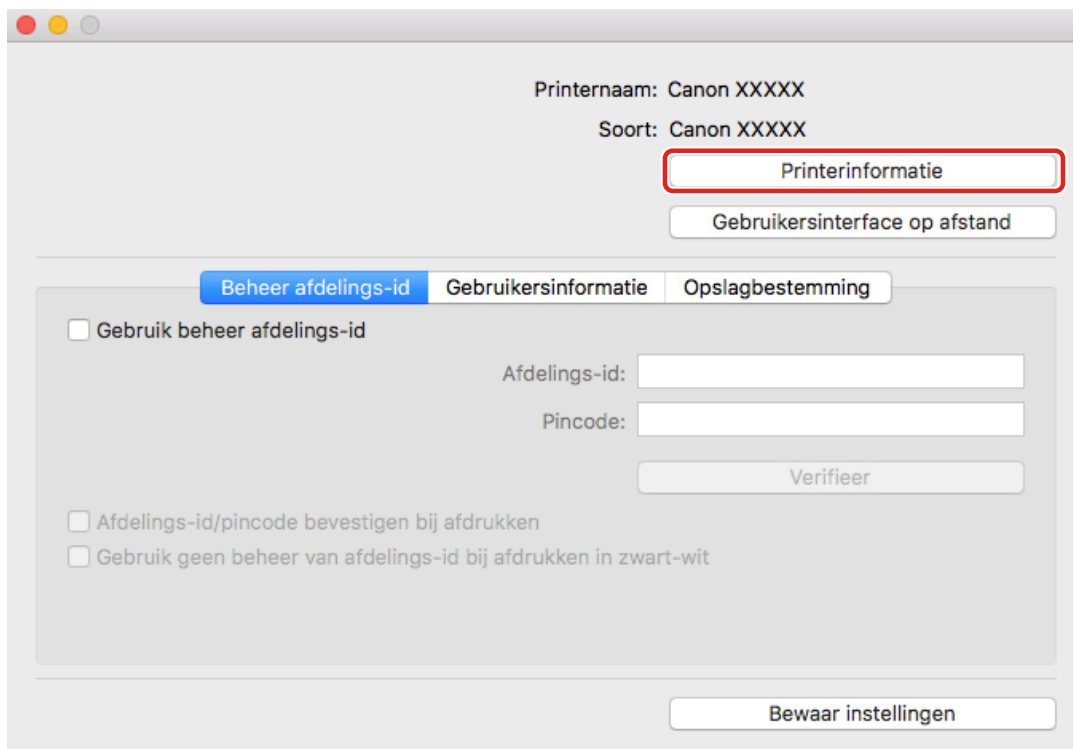 Printernaam: Canon XXXXX
Soort: Canon XXXXX
Printerinformatie
Gebruikersinterface op afstand
Beheer afdelings-id Gebruikersinformatie Opslagbestemming
Gebruik beheer afdelings-id
Afdelings-id:
Pincode:
Verifieer
Afdelings-id/pincode bevestigen bij afdrukken
Gebruik geen beheer van afdelings-id bij afdrukken in zwart-wit
Bewaar instellingen